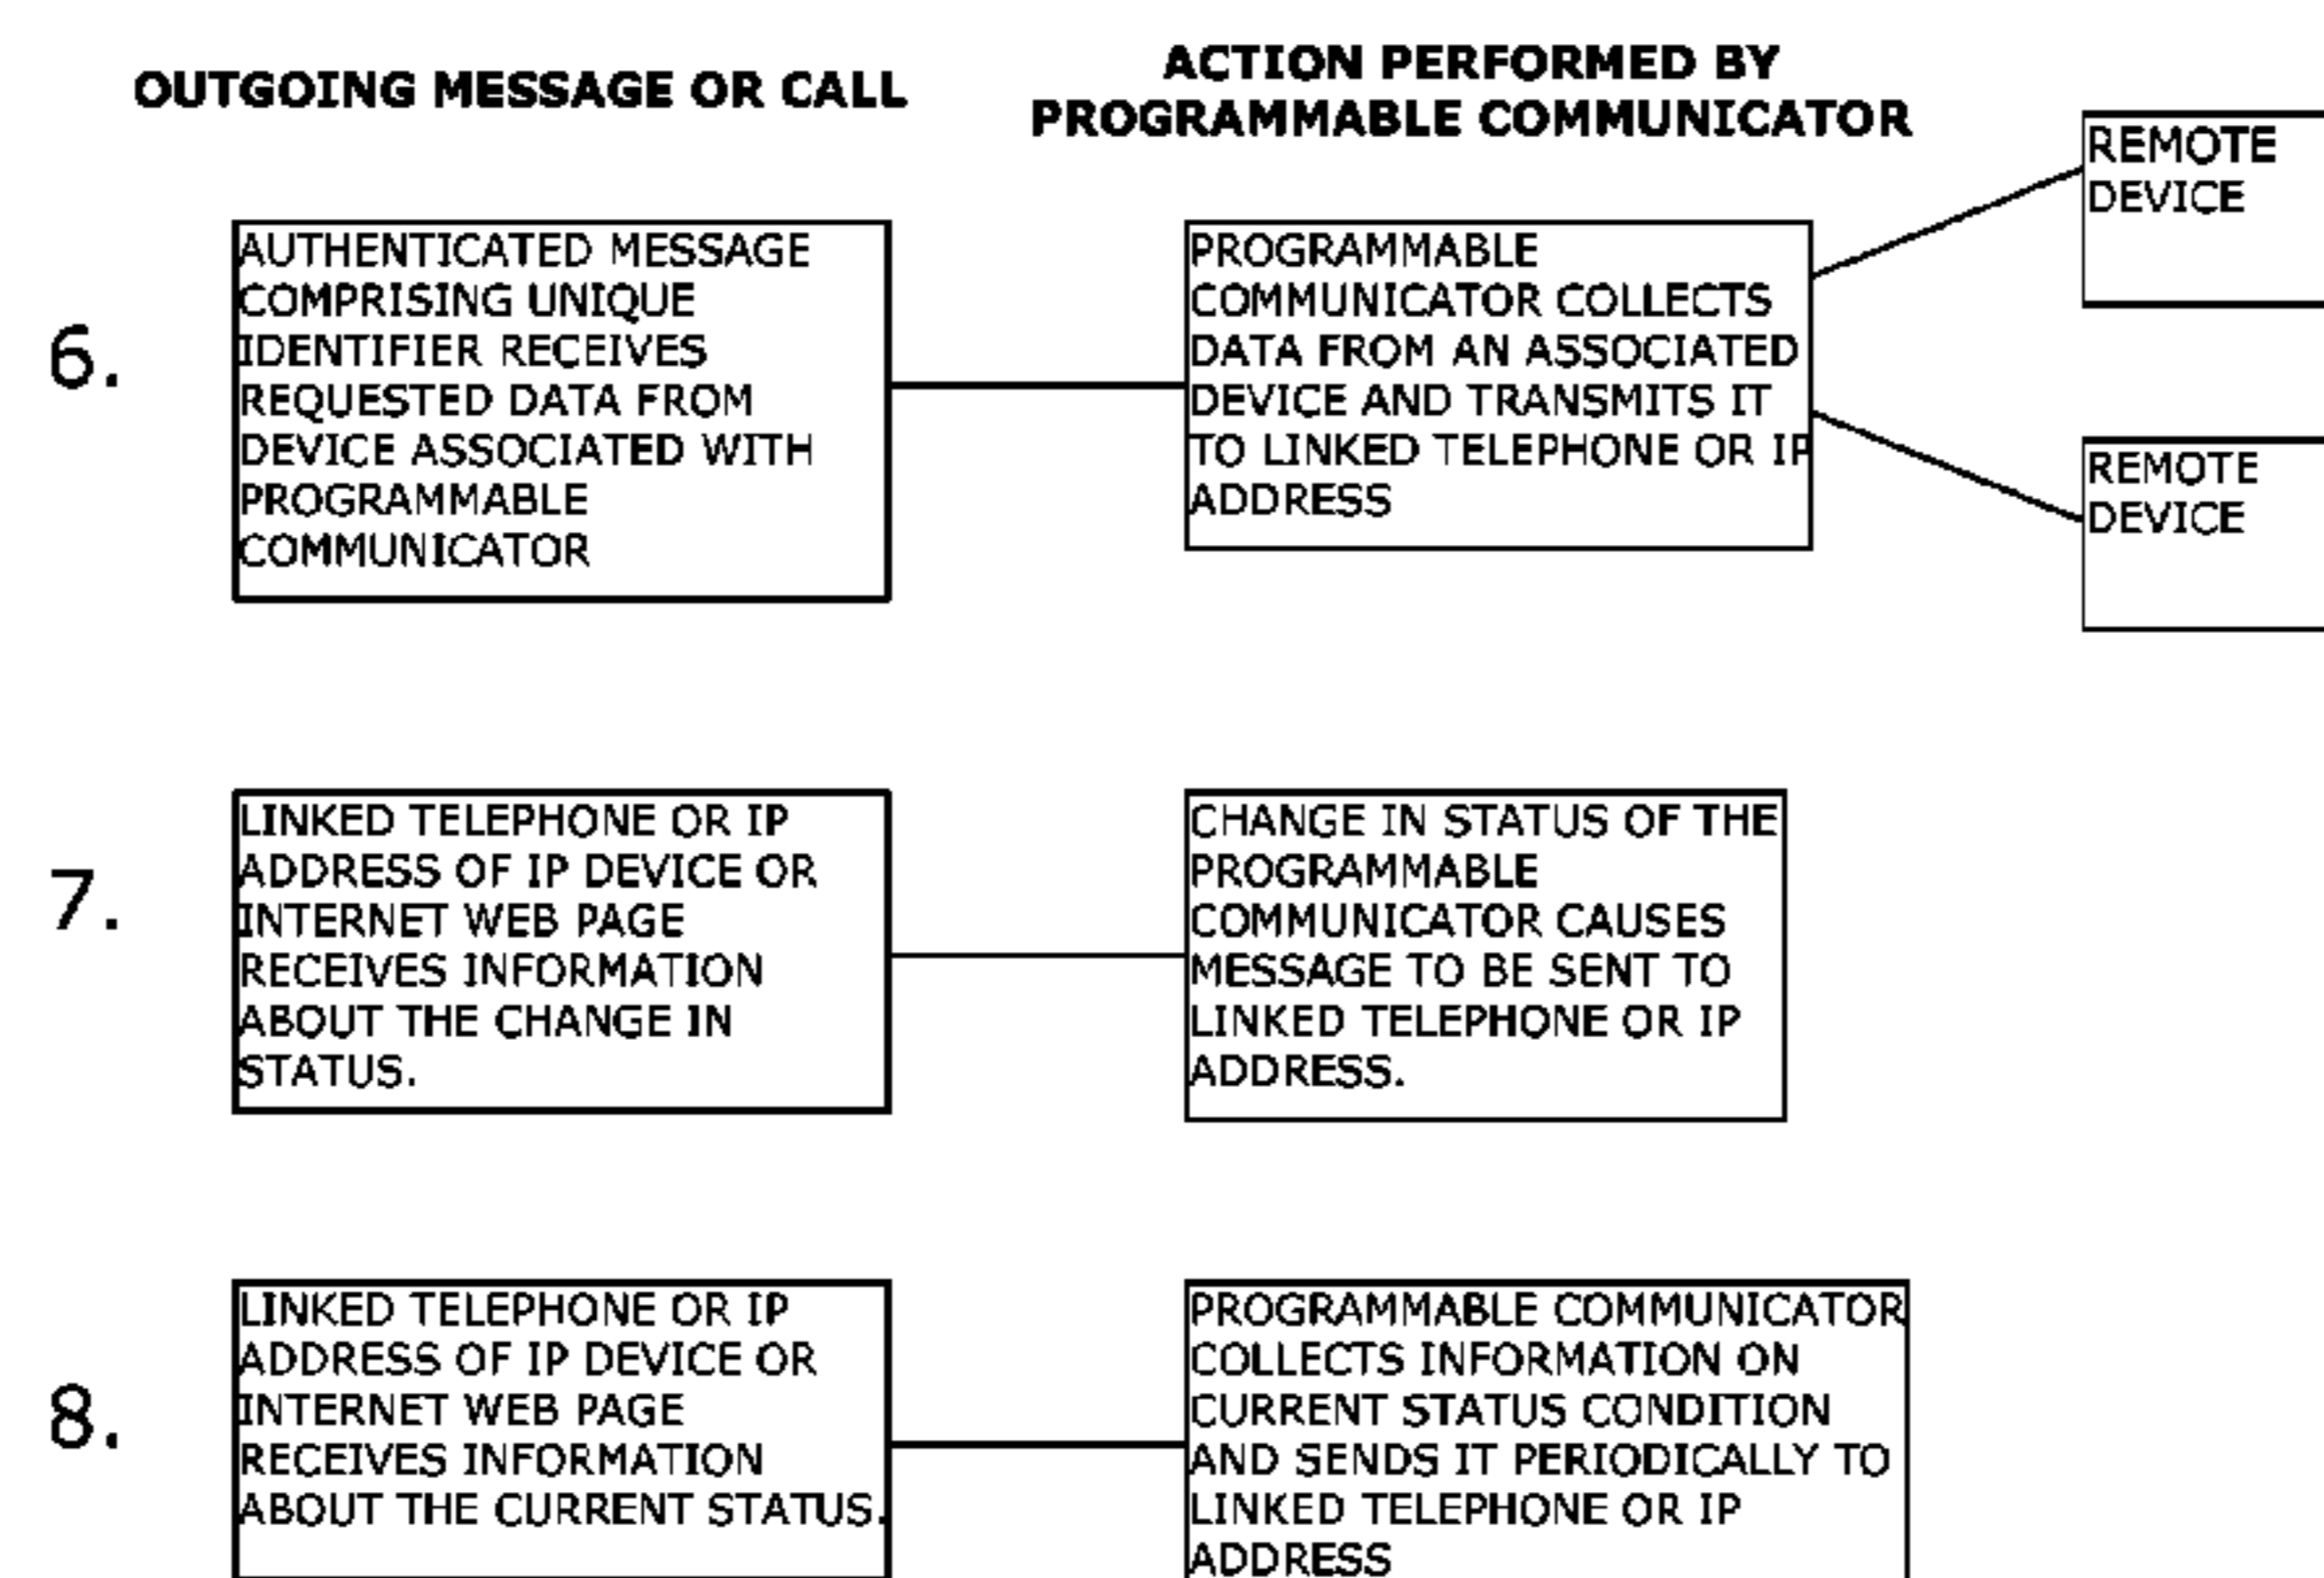 OUTGOING MESSAGE OR CALL
ACTION PERFORMED BY
PROGRAMMABLE COMMUNICATOR
6.
AUTHENTICATED MESSAGE
COMPRISING UNIQUE
IDENTIFIER RECEIVES
REQUESTED DATA FROM
DEVICE ASSOCIATED WITH
PROGRAMMABLE
COMMUNICATOR
PROGRAMMABLE
COMMUNICATOR COLLECTS
DATA FROM AN ASSOCIATED
DEVICE AND TRANSMITS IT
TO LINKED TELEPHONE OR IP
ADDRESS
REMOTE
DEVICE
REMOTE
DEVICE
7.
LINKED TELEPHONE OR IP
ADDRESS OF IP DEVICE OR
INTERNET WEB PAGE
RECEIVES INFORMATION
ABOUT THE CHANGE IN
STATUS.
CHANGE IN STATUS OF THE
PROGRAMMABLE
COMMUNICATOR CAUSES
MESSAGE TO BE SENT TO
LINKED TELEPHONE OR IP
ADDRESS.
8.
LINKED TELEPHONE OR IP
ADDRESS OF IP DEVICE OR
INTERNET WEB PAGE
RECEIVES INFORMATION
ABOUT THE CURRENT STATUS.
PROGRAMMABLE COMMUNICATOR
COLLECTS INFORMATION ON
CURRENT STATUS CONDITION
AND SENDS IT PERIODICALLY TO
LINKED TELEPHONE OR IP
ADDRESS